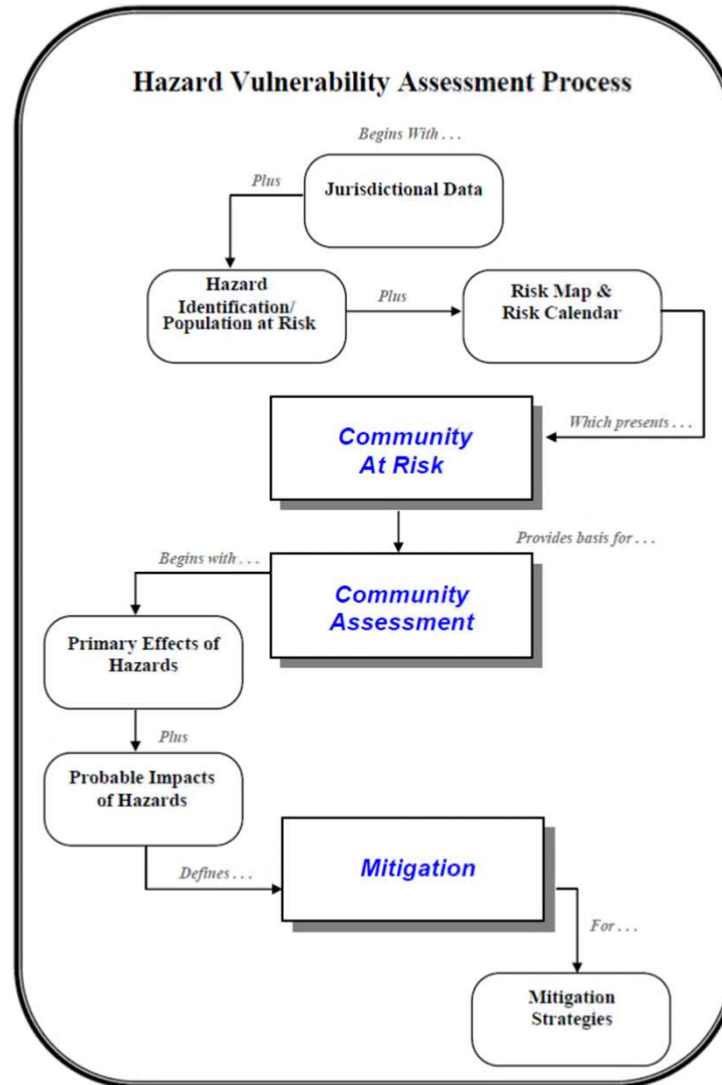 Hazard Vulnerability Assessment Process
Begins With . . .
Plus
Jurisdictional Data
Hazard
Identification/
Population at Risk
Plus
Risk Map &
Risk Calendar
Which presents . . .
Community
At Risk
Provides basis for . . .
Begins with . . .
Community
Assessment
Primary Effects of
Hazards
Plus
Probable Impacts
of Hazards
Defines . . .
Mitigation
For . . .
Mitigation
Strategies